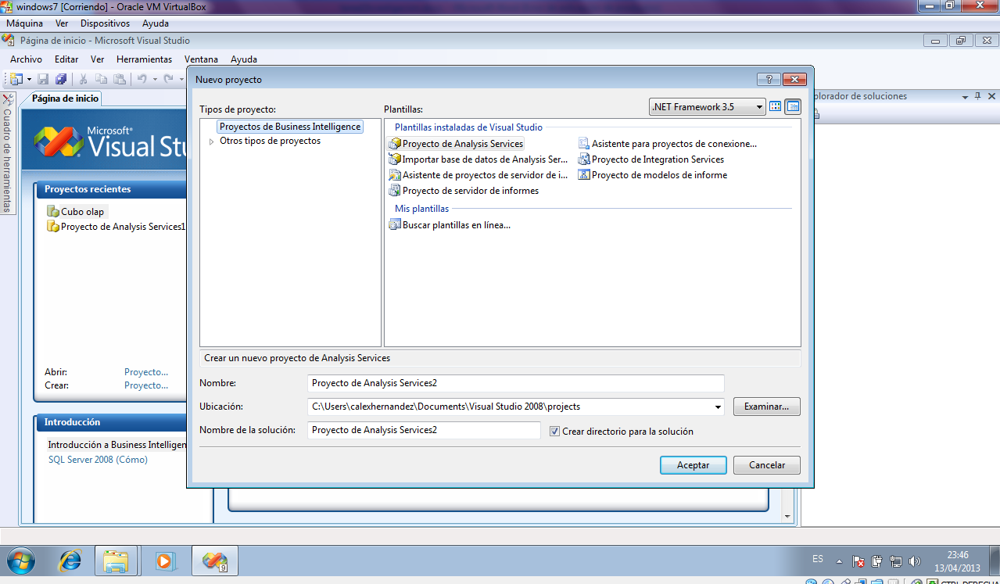 windows7 [Corriendo] - Oracle VM VirtualBox
Máquina Ver Dispositivos Ayuda
Página de inicio - Microsoft Visual Studio
Archivo Editar Ver Herramientas Ventana Ayuda
Nuevo proyecto
Página de inicio
Cuadro de herramientas
Microsoft®
Visual Stu
Proyectos recientes
Cubo olap
Proyecto de Analysis Services1
Abrir: Proyecto...
Crear: Proyecto...
Introducción
Introducción a Business Intelligen
SQL Server 2008 (Cómo)
Tipos de proyecto:
Proyectos de Business Intelligence
Otros tipos de proyectos
Plantillas:
.NET Framework 3.5
Plantillas instaladas de Visual Studio
Proyecto de Analysis Services
Asistente para proyectos de conexione...
Importar base de datos de Analysis Ser...
Proyecto de Integration Services
Asistente de proyectos de servidor de i...
Proyecto de modelos de informe
Proyecto de servidor de informes
Mis plantillas
Buscar plantillas en línea...
Crear un nuevo proyecto de Analysis Services
Nombre: Proyecto de Analysis Services2
Ubicación: C:\Users\calexhernandez\Documents\Visual Studio 2008\projects
Examinar...
Nombre de la solución: Proyecto de Analysis Services2
Crear directorio para la solución
Aceptar Cancelar
plorador de soluciones
ES
23:46
13/04/2013
9
CTRL DERECHA